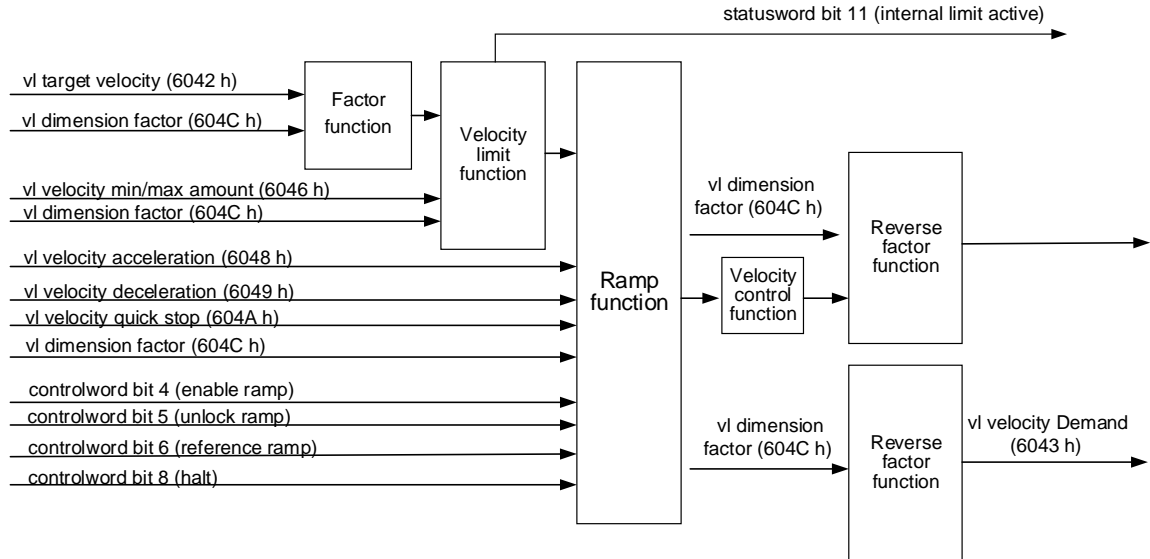 statusword bit 11 (internal limit active)
vl target velocity (6042 h)
vl dimension factor (604C h)
Factor
function
Velocity
limit
function
vl velocity min/max amount (6046 h)
vl dimension factor (604C h)
vl velocity acceleration (6048 h)
vl velocity deceleration (6049 h)
vl velocity quick stop (604A h)
vl dimension factor (604C h)
controlword bit 4 (enable ramp)
controlword bit 5 (unlock ramp)
controlword bit 6 (reference ramp)
controlword bit 8 (halt)
Ramp
function
vl dimension
factor (604C h)
Velocity
control
function
Reverse
factor
function
vl dimension
factor (604C h)
Reverse
factor
function
vl velocity Demand
(6043 h)